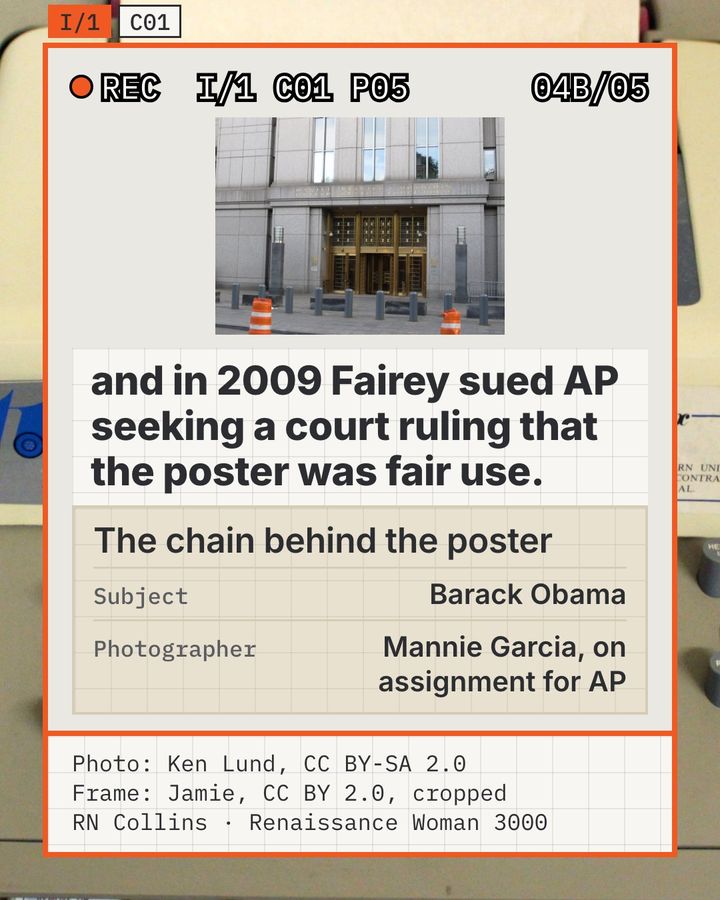 I/1 C01
REC I/1 C01 P05 04B/05
and in 2009 Fairey sued AP
seeking a court ruling that
the poster was fair use.
The chain behind the poster
Subject Barack Obama
Photographer Mannie Garcia, on
assignment for AP
Photo: Ken Lund, CC BY-SA 2.0
Frame: Jamie, CC BY 2.0, cropped
RN Collins · Renaissance Woman 3000